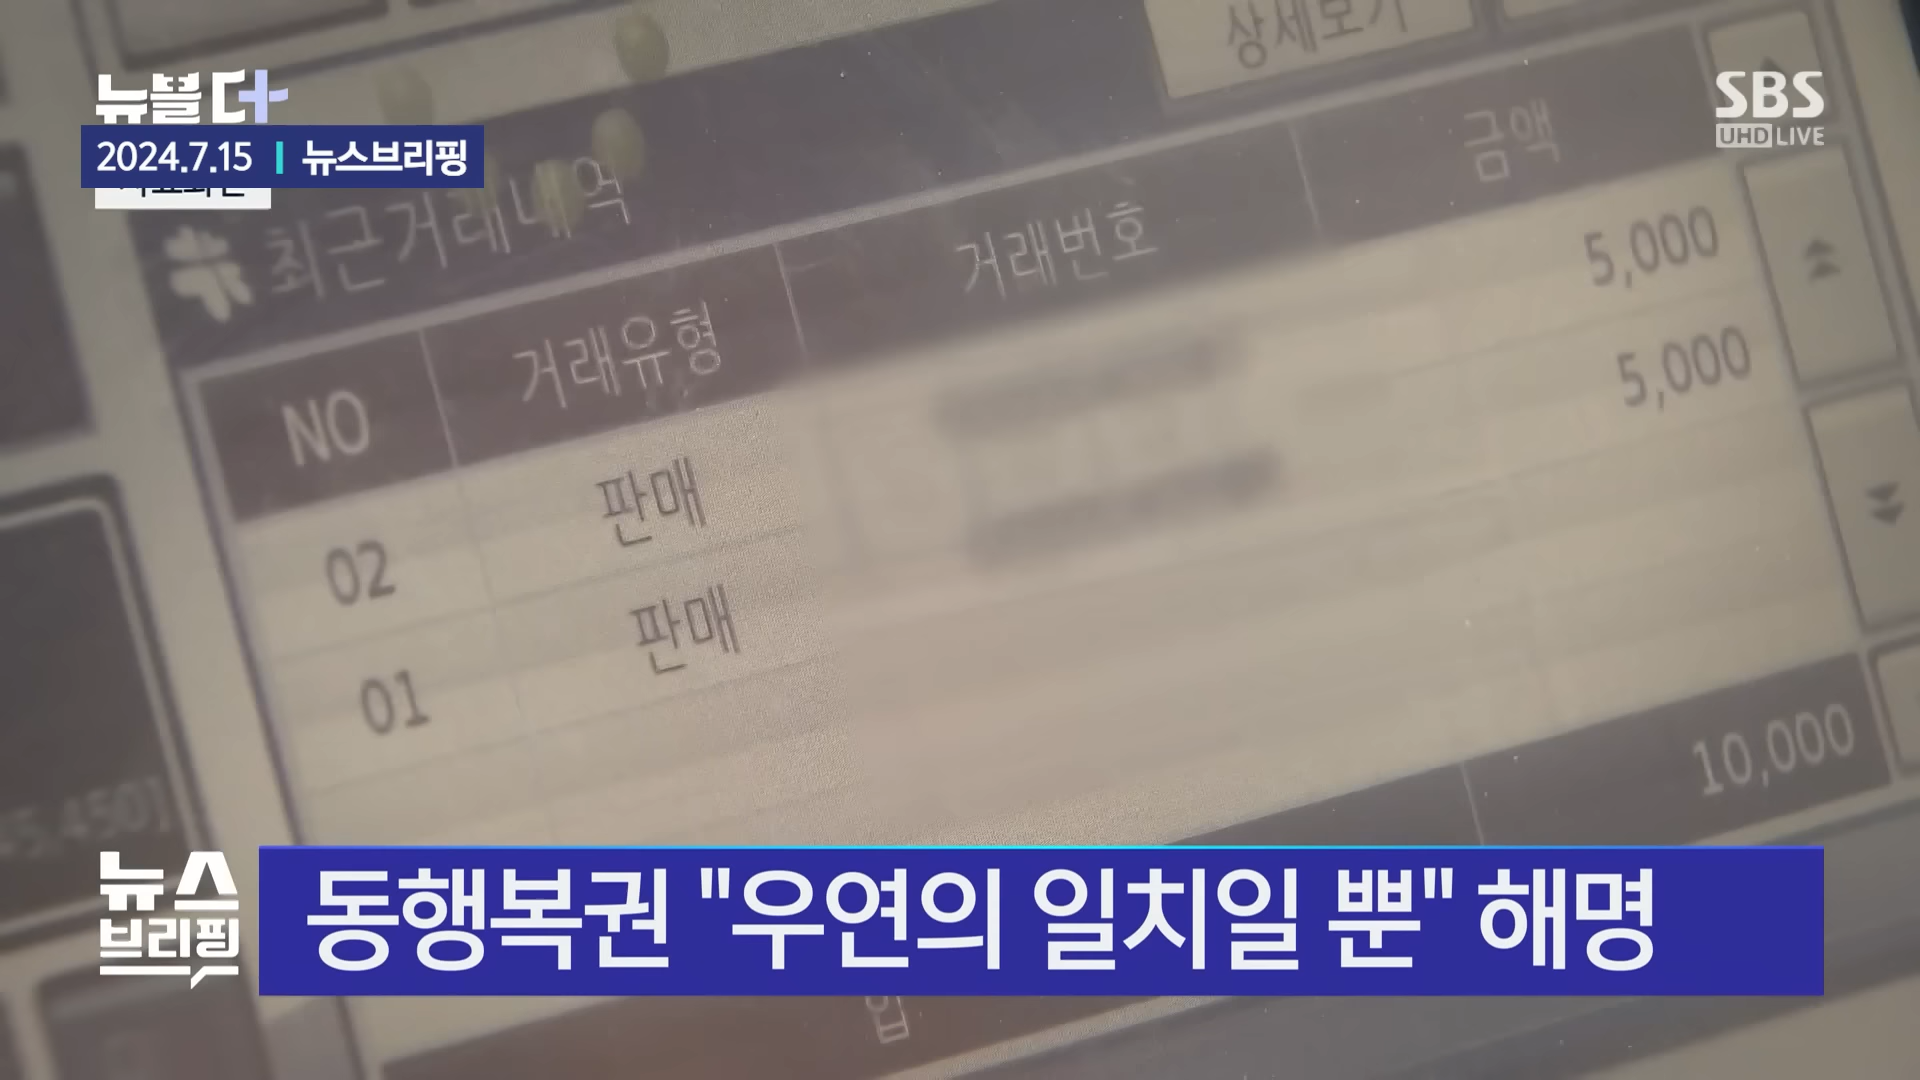 상세보기
뉴블더+
SBS
UHD LIVE
2024.7.15 | 뉴스브리핑
최근거래내역
NO 거래유형 거래번호 금액
02 판매 5,000
01 판매 5,000
10,000
45,450)]
뉴스
브리핑
동행복권 "우연의 일치일 뿐" 해명